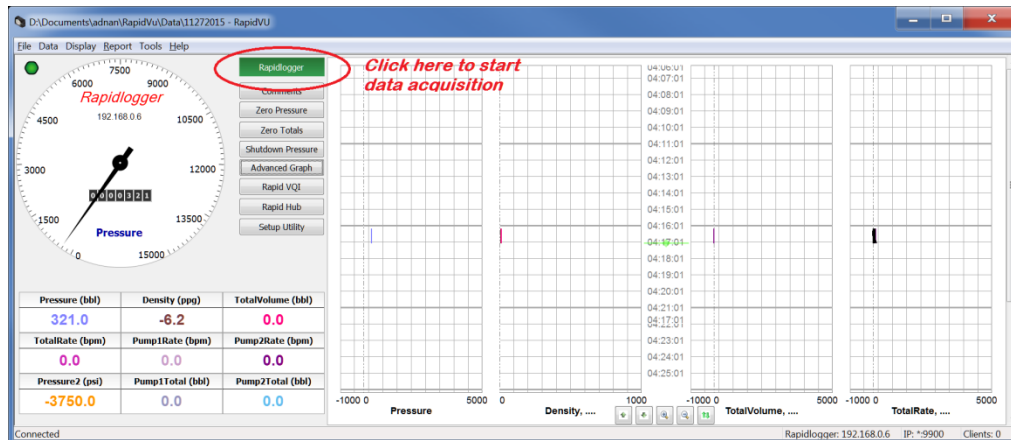 D:\Documents\adnan\RapidVu\Data\11272015 - RapidVU
File Data Display Report Tools Help
Rapidlogger
Click here to start
data acquisition
Comments
Zero Pressure
Zero Totals
Shutdown Pressure
Advanced Graph
Rapid VQI
Rapid Hub
Setup Utility
7500
6000 9000
Rapidlogger
192.168.0.6
4500 10500
3000 12000
0000321
1500 13500
Pressure
0 15000
04:06:01
04:07:01
04:08:01
04:09:01
04:10:01
04:11:01
04:12:01
04:13:01
04:14:01
04:15:01
04:16:01
04:17:01
04:18:01
04:19:01
04:20:01
04:21:01
04:23:01
04:24:01
04:25:01
Pressure (bbl) Density (ppg) TotalVolume (bbl)
321.0 -6.2 0.0
TotalRate (bpm) Pump1Rate (bpm) Pump2Rate (bpm)
0.0 0.0 0.0
Pressure2 (psi) Pump1Total (bbl) Pump2Total (bbl)
-3750.0 0.0 0.0
-1000 0 5000 0 1000 -1000 0 5000 -1000 0 5000
Pressure Density, .... TotalVolume, .... TotalRate, ....
Connected Rapidlogger: 192.168.0.6 IP: *:9900 Clients: 0